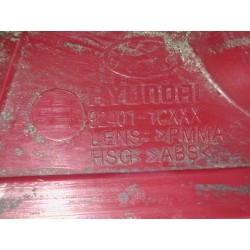 HYUNDAI
92401-1CXXX
LENS: >PMMA<
HSG: >ABS<